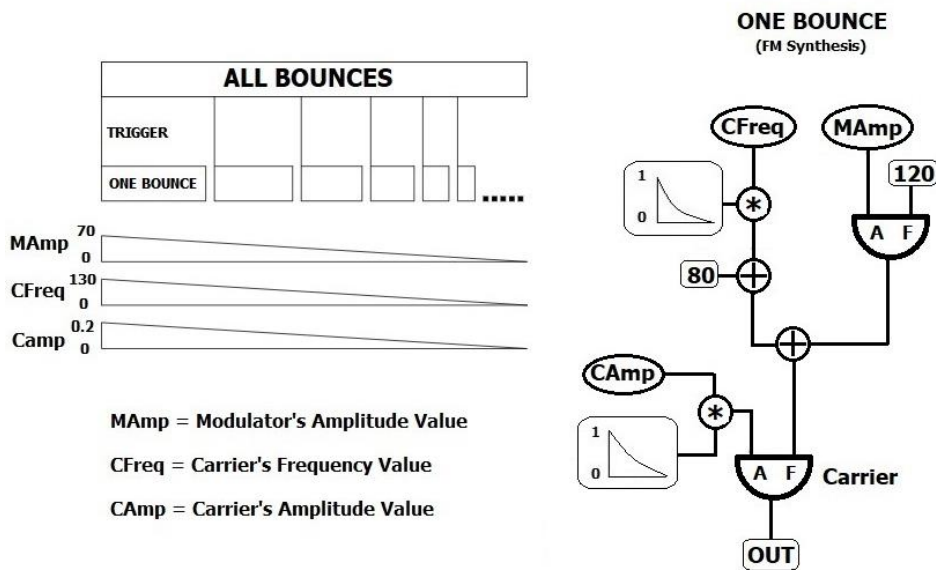 ONE BOUNCE
(FM Synthesis)
ALL BOUNCES
TRIGGER
ONE BOUNCE
MAmp 70
0
CFreq 130
0
Camp 0.2
0
MAmp = Modulator's Amplitude Value
CFreq = Carrier's Frequency Value
CAmp = Carrier's Amplitude Value
CFreq
MAmp
120
1
0
*
A F
80
+
+
CAmp
*
1
0
A F
Carrier
OUT